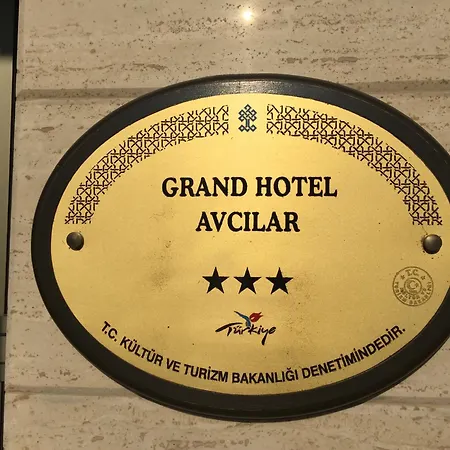 GRAND HOTEL
AVCILAR
★★★
Türkiye
T.C.
T.C. KÜLTÜR VE TURİZM BAKANLIĞI DENETİMİNDEDİR.